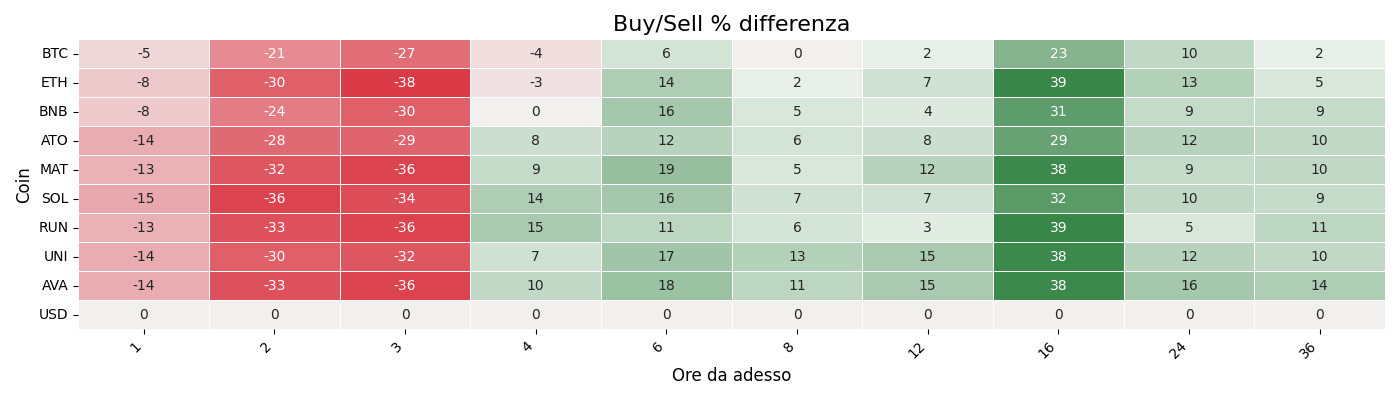 Buy/Sell % differenza
Coin
BTC -5 -21 -27 -4 6 0 2 23 10 2
ETH -8 -30 -38 -3 14 2 7 39 13 5
BNB -8 -24 -30 0 16 5 4 31 9 9
ATO -14 -28 -29 8 12 6 8 29 12 10
MAT -13 -32 -36 9 19 5 12 38 9 10
SOL -15 -36 -34 14 16 7 7 32 10 9
RUN -13 -33 -36 15 11 6 3 39 5 11
UNI -14 -30 -32 7 17 13 15 38 12 10
AVA -14 -33 -36 10 18 11 15 38 16 14
USD 0 0 0 0 0 0 0 0 0 0
1 2 3 4 6 8 12 16 24 36
Ore da adesso